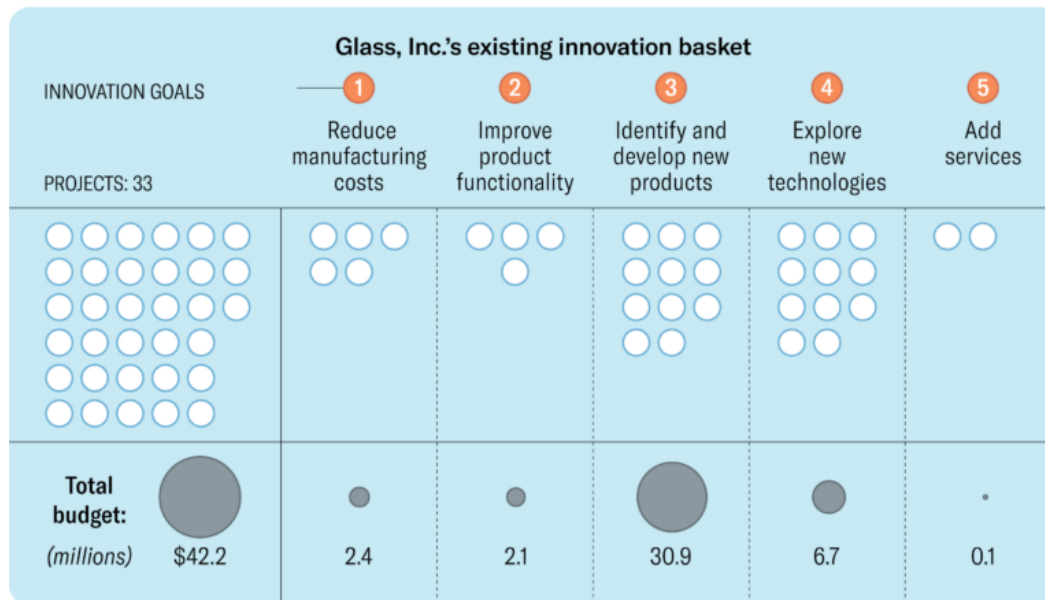 Glass, Inc.'s existing innovation basket
INNOVATION GOALS
1
2
3
4
5
Reduce
manufacturing
costs
Improve
product
functionality
Identify and
develop new
products
Explore
new
technologies
Add
services
PROJECTS: 33
Total
budget:
(millions)
$42.2
2.4
2.1
30.9
6.7
0.1